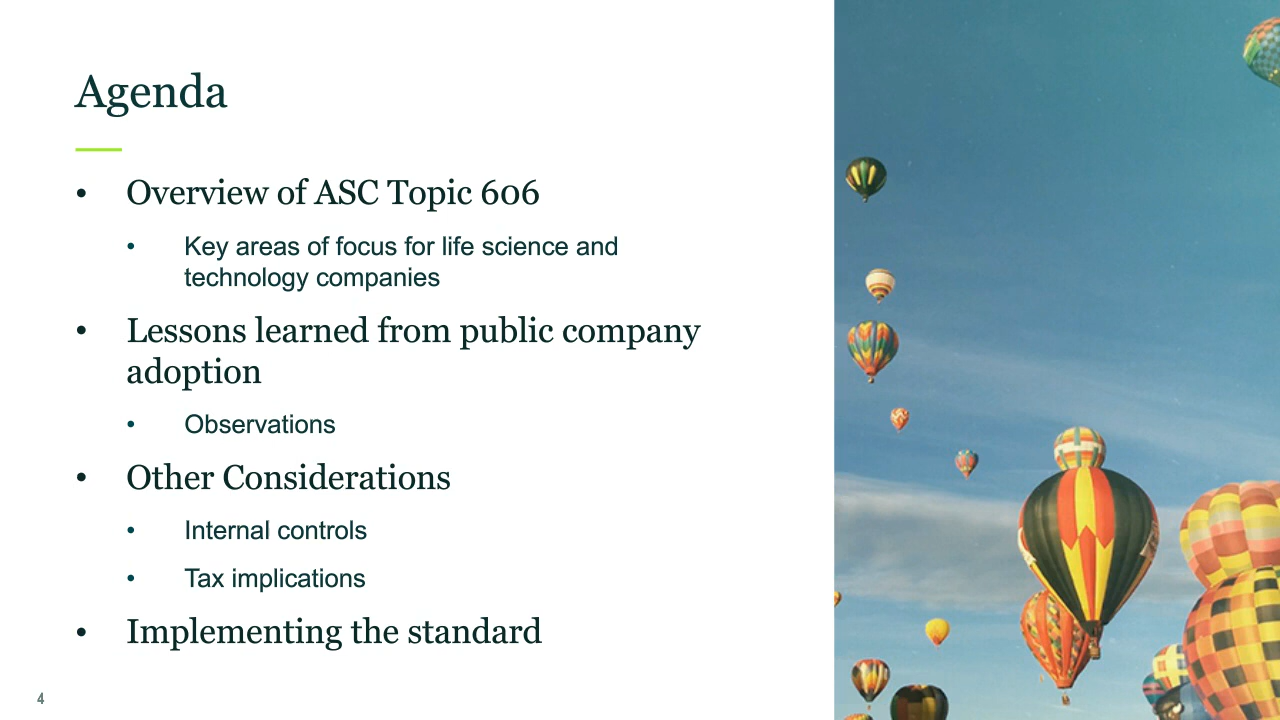 Agenda
• Overview of ASC Topic 606
• Key areas of focus for life science and
technology companies
• Lessons learned from public company
adoption
• Observations
• Other Considerations
• Internal controls
• Tax implications
• Implementing the standard
4